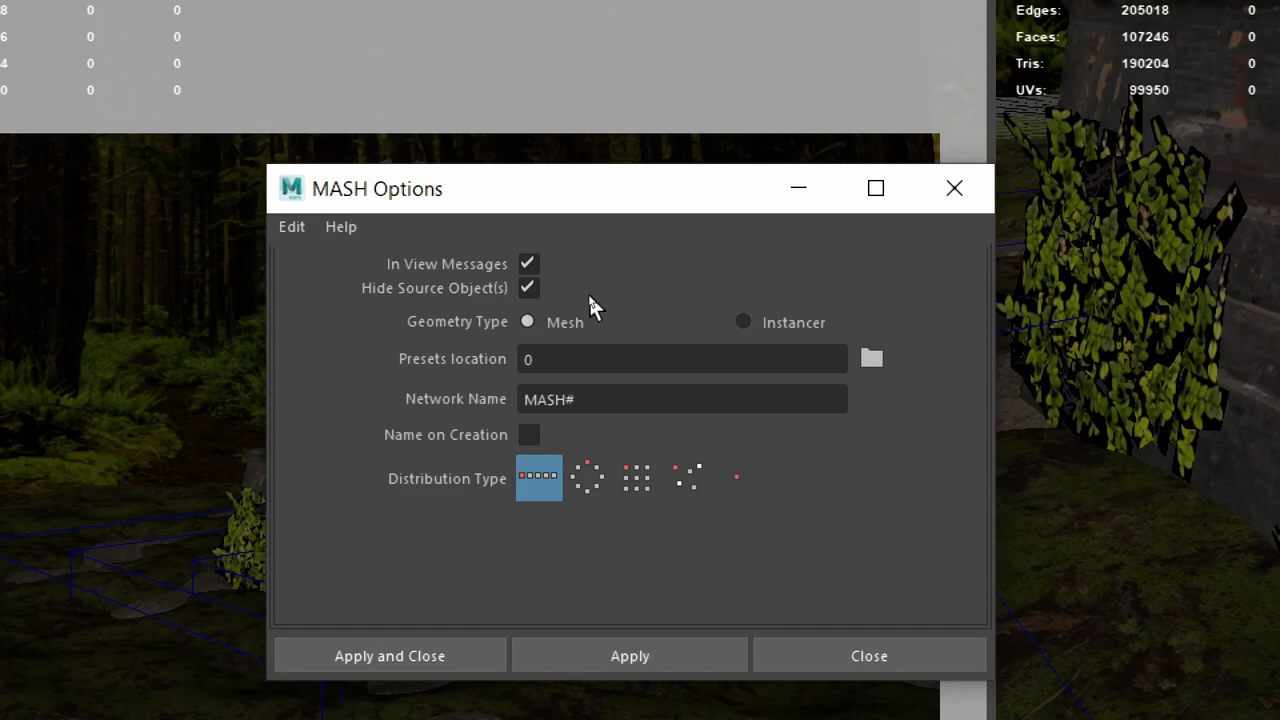 8 0 0
6 0 0
4 0 0
0 0 0
Edges: 205018 0
Faces: 107246 0
Tris: 190204 0
UVs: 99950 0
MASH Options
Edit Help
In View Messages
Hide Source Object(s)
Geometry Type Mesh Instancer
Presets location 0
Network Name MASH#
Name on Creation
Distribution Type
Apply and Close Apply Close